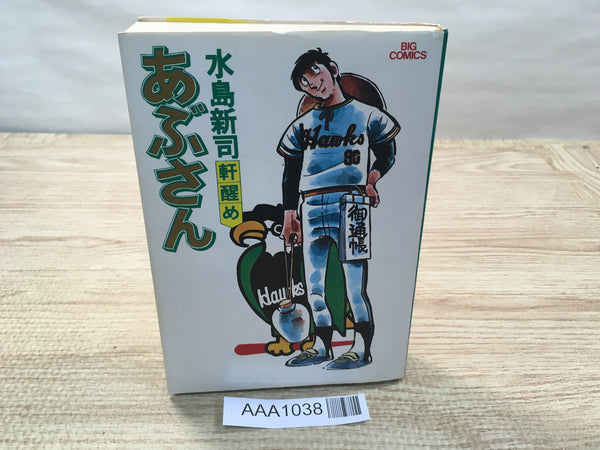 BIG
COMICS
水島新司
あぶさん
軒醒め
Hawks
90
御通帳
Hawks
AAA1038